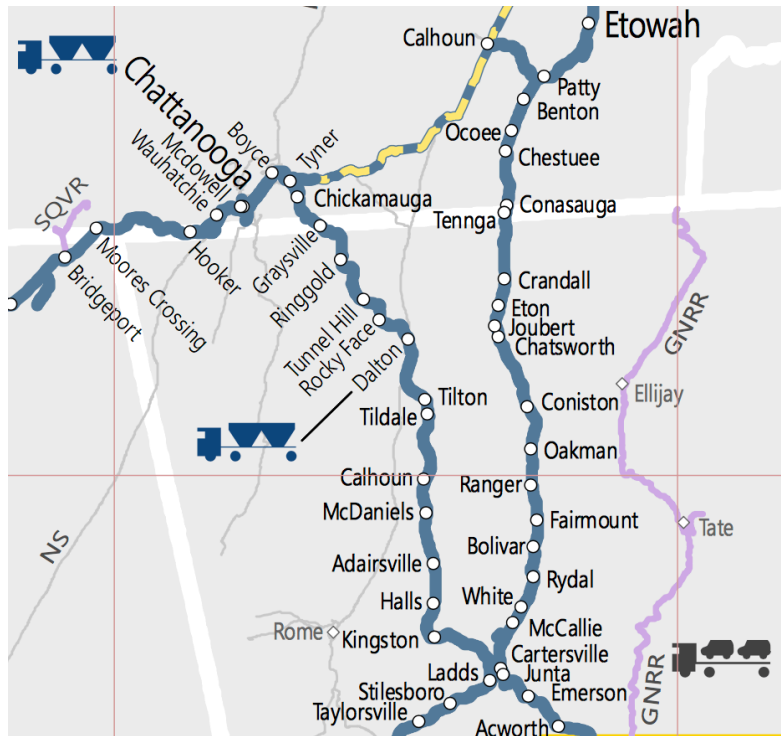 Etowah
Calhoun
Patty
Benton
Chattanooga
Boyce
Tyner
Ocoee
Mcdowell
Wauhatchie
Chestuee
SQVR
Chickamauga
Conasauga
Tennga
Graysville
Hooker
Moores Crossing
Bridgeport
Ringgold
Crandall
Eton
GNRR
Tunnel Hill
Joubert
Rocky Face
Chatsworth
Dalton
Ellijay
Tilton
Coniston
Tildale
Oakman
Calhoun
Ranger
McDaniels
Fairmount
Tate
NS
Bolivar
Adairsville
Rydal
White
Halls
McCallie
Rome
Kingston
Cartersville
Ladds
Junta
Stilesboro
Emerson
GNRR
Taylorsville
Acworth